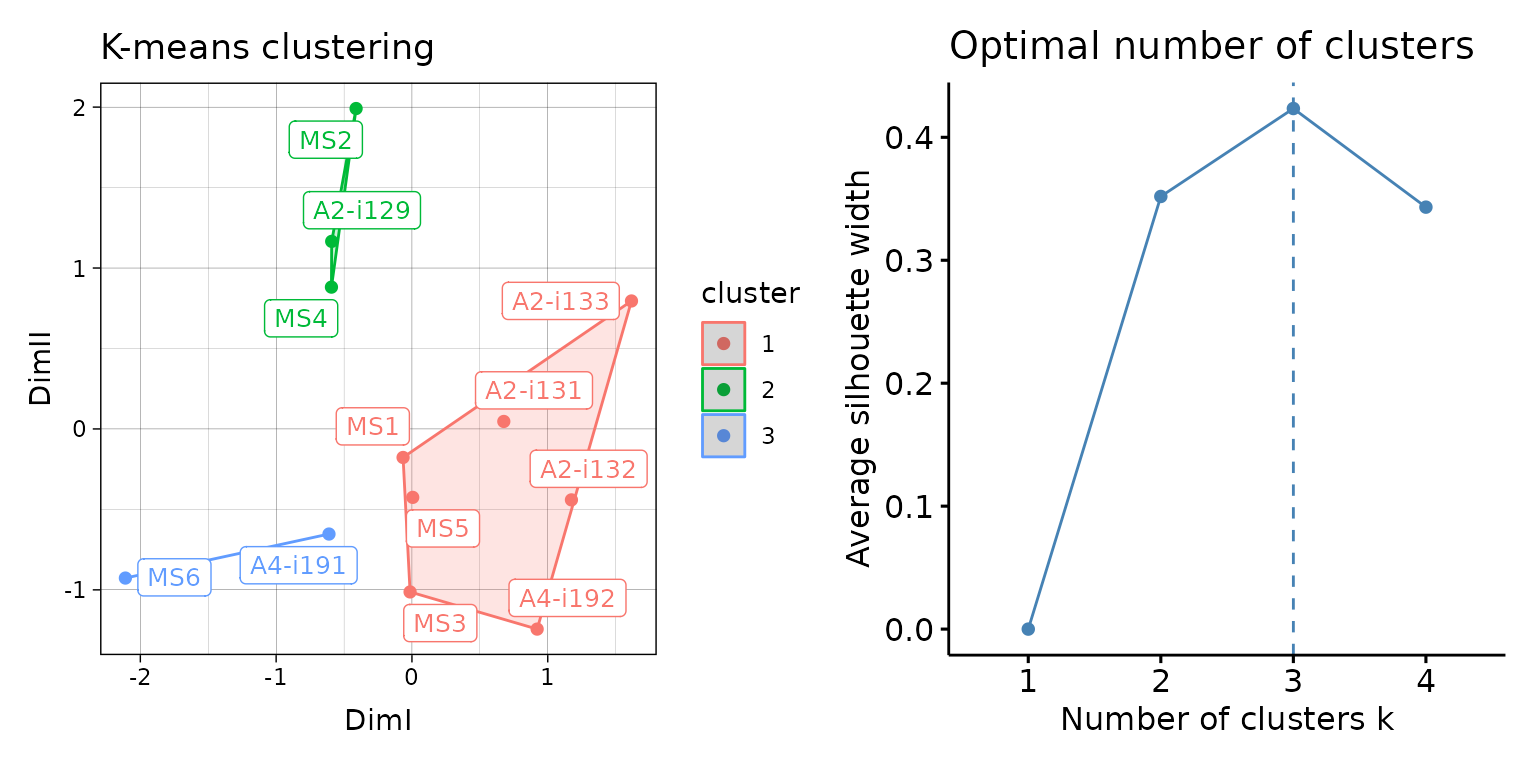 K-means clustering
2
1
0
-1
DimII
-2
-1
0
1
DimI
MS2
A2-i129
MS4
A2-i133
A2-i131
MS1
A2-i132
MS5
A4-i191
MS6
A4-i192
MS3
cluster
1
2
3
Optimal number of clusters
0.4
0.3
0.2
0.1
0.0
Average silhouette width
1
2
3
4
Number of clusters k